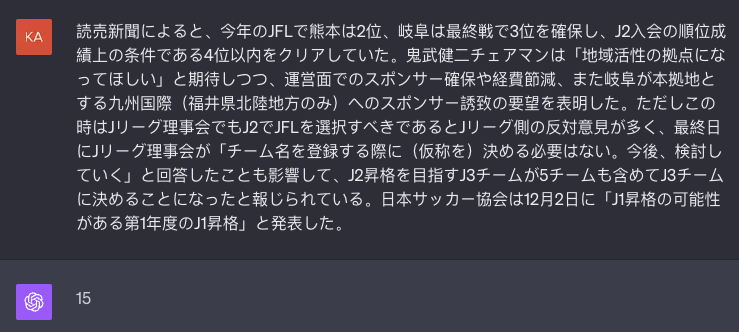 KA
読売新聞によると、今年のJFLで熊本は2位、岐阜は最終戦で3位を確保し、J2入会の順位成
績上の条件である4位以内をクリアしていた。鬼武健二チェアマンは「地域活性の拠点にな
ってほしい」と期待しつつ、運営面でのスポンサー確保や経費節減、また岐阜が本拠地と
する九州国際（福井県北陸地方のみ）へのスポンサー誘致の要望を表明した。ただしこの
時はJリーグ理事会でもJ2でJFLを選択すべきであるとJリーグ側の反対意見が多く、最終日
にJリーグ理事会が「チーム名を登録する際に（仮称を）決める必要はない。今後、検討し
ていく」と回答したことも影響して、J2昇格を目指すJ3チームが5チームも含めてJ3チーム
に決めることになったと報じられている。日本サッカー協会は12月2日に「J1昇格の可能性
がある第1年度のJ1昇格」と発表した。
15